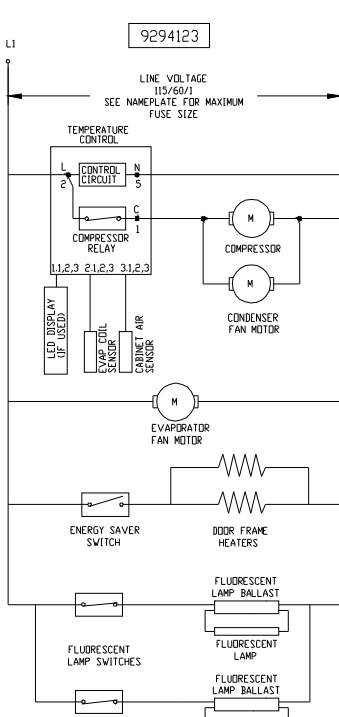 9294123
L1
LINE VOLTAGE
115/60/1
SEE NAMEPLATE FOR MAXIMUM
FUSE SIZE
TEMPERATURE
CONTROL
L
2
CONTROL
CIRCUIT
N
5
COMPRESSOR
RELAY
C
1
M
COMPRESSOR
1.1,2,3 2.1,2,3 3.1,2,3
M
CONDENSER
FAN MOTOR
LED DISPLAY
(IF USED)
EVAP COIL
SENSOR
CABINET AIR
SENSOR
M
EVAPORATOR
FAN MOTOR
ENERGY SAVER
SWITCH
DOOR FRAME
HEATERS
FLUORESCENT
LAMP BALLAST
FLUORESCENT
LAMP
FLUORESCENT
LAMP SWITCHES
FLUORESCENT
LAMP BALLAST